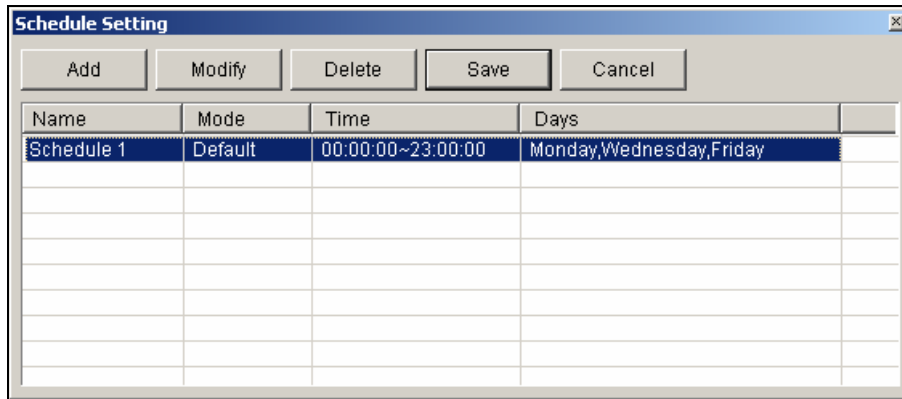 Schedule Setting
Add Modify Delete Save Cancel
Name Mode Time Days
Schedule 1 Default 00:00:00~23:00:00 Monday,Wednesday,Friday